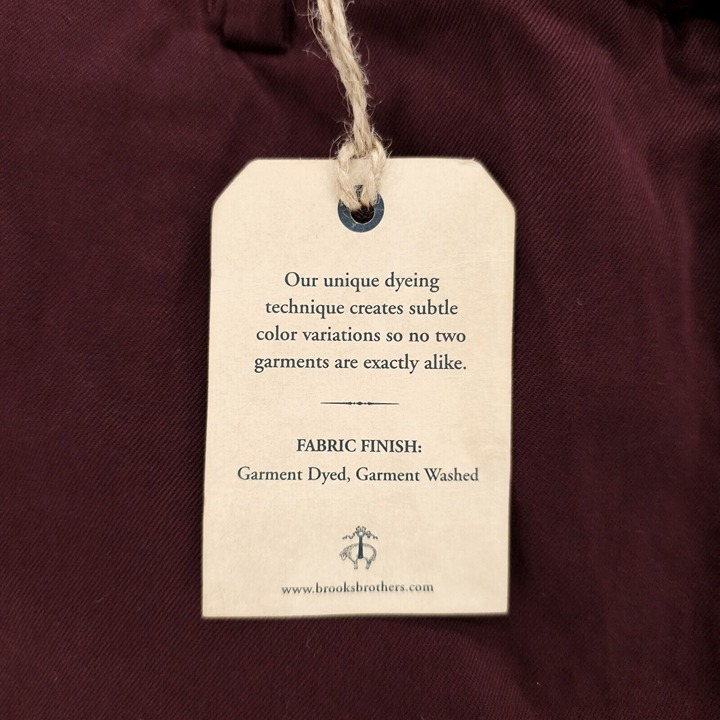 Our unique dyeing
technique creates subtle
color variations so no two
garments are exactly alike.
FABRIC FINISH:
Garment Dyed, Garment Washed
www.brooksbrothers.com